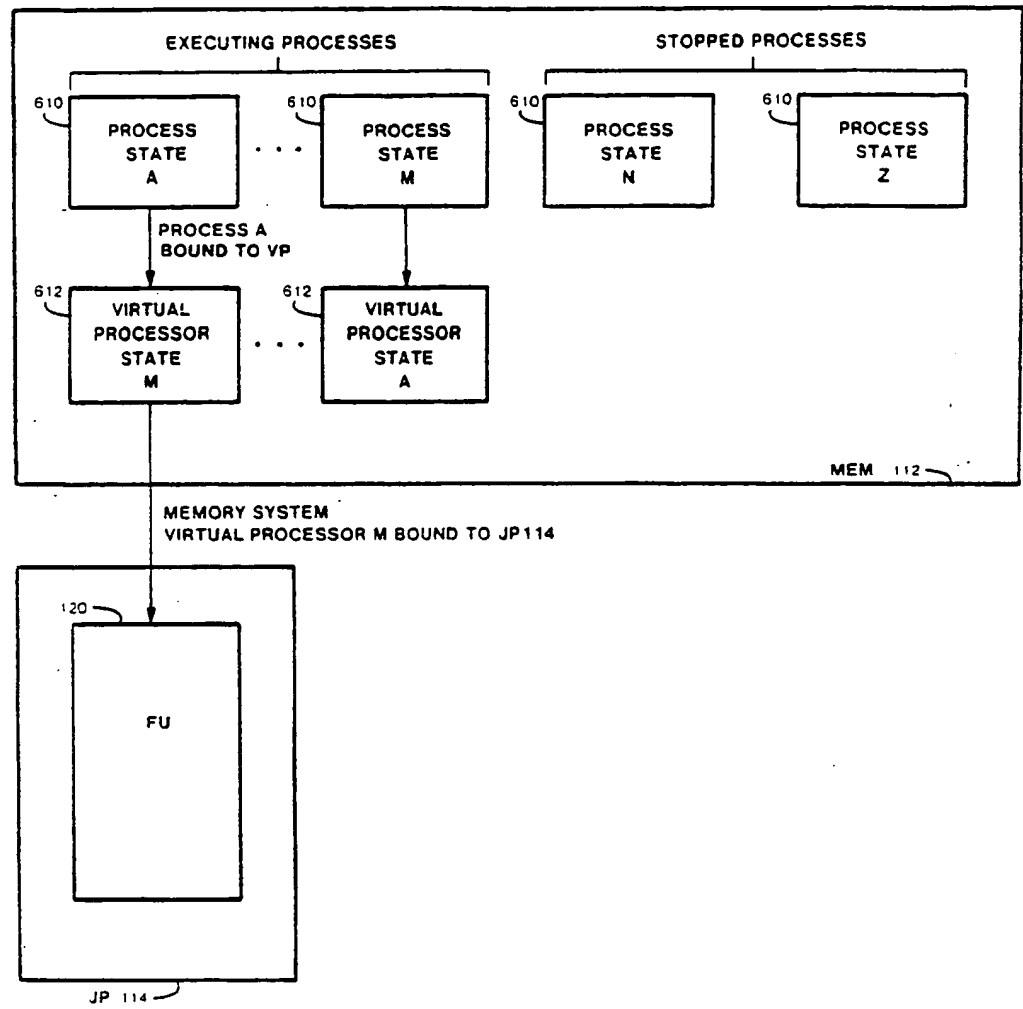 EXECUTING PROCESSES
STOPPED PROCESSES
610
PROCESS
STATE
A
610
PROCESS
STATE
M
610
PROCESS
STATE
N
610
PROCESS
STATE
Z
PROCESS A
BOUND TO VP
612
VIRTUAL
PROCESSOR
STATE
M
612
VIRTUAL
PROCESSOR
STATE
A
MEM 112
MEMORY SYSTEM
VIRTUAL PROCESSOR M BOUND TO JP114
120
FU
JP 114